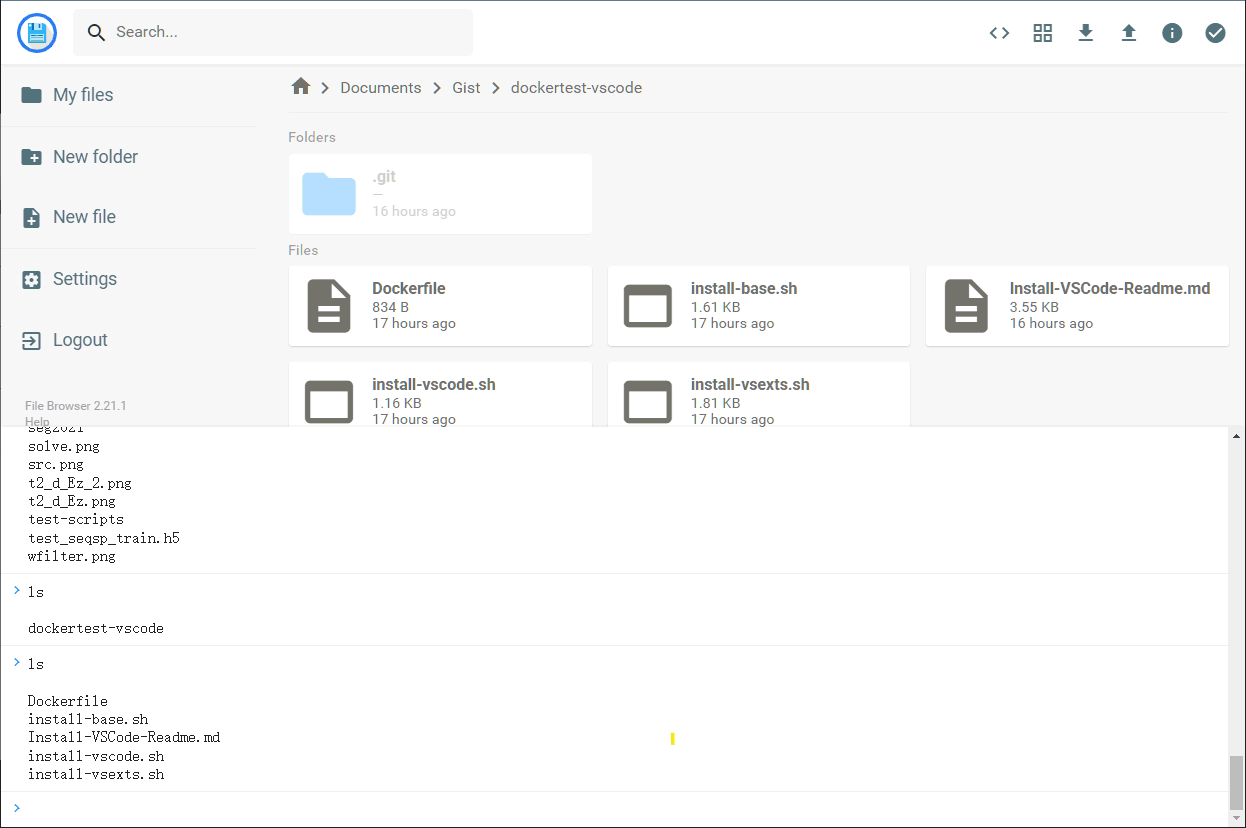 Search...
My files
New folder
New file
Settings
Logout
File Browser 2.21.1
Help
Documents > Gist > dockertest-vscode
Folders
.git
—
16 hours ago
Files
Dockerfile
834 B
17 hours ago
install-base.sh
1.61 KB
17 hours ago
Install-VSCode-Readme.md
3.55 KB
16 hours ago
install-vscode.sh
1.16 KB
17 hours ago
install-vsexts.sh
1.81 KB
17 hours ago
seg2021
solve.png
src.png
t2_d_Ez_2.png
t2_d_Ez.png
test-scripts
test_seqsp_train.h5
wfilter.png
> ls
dockertest-vscode
> ls
Dockerfile
install-base.sh
Install-VSCode-Readme.md
install-vscode.sh
install-vsexts.sh
>